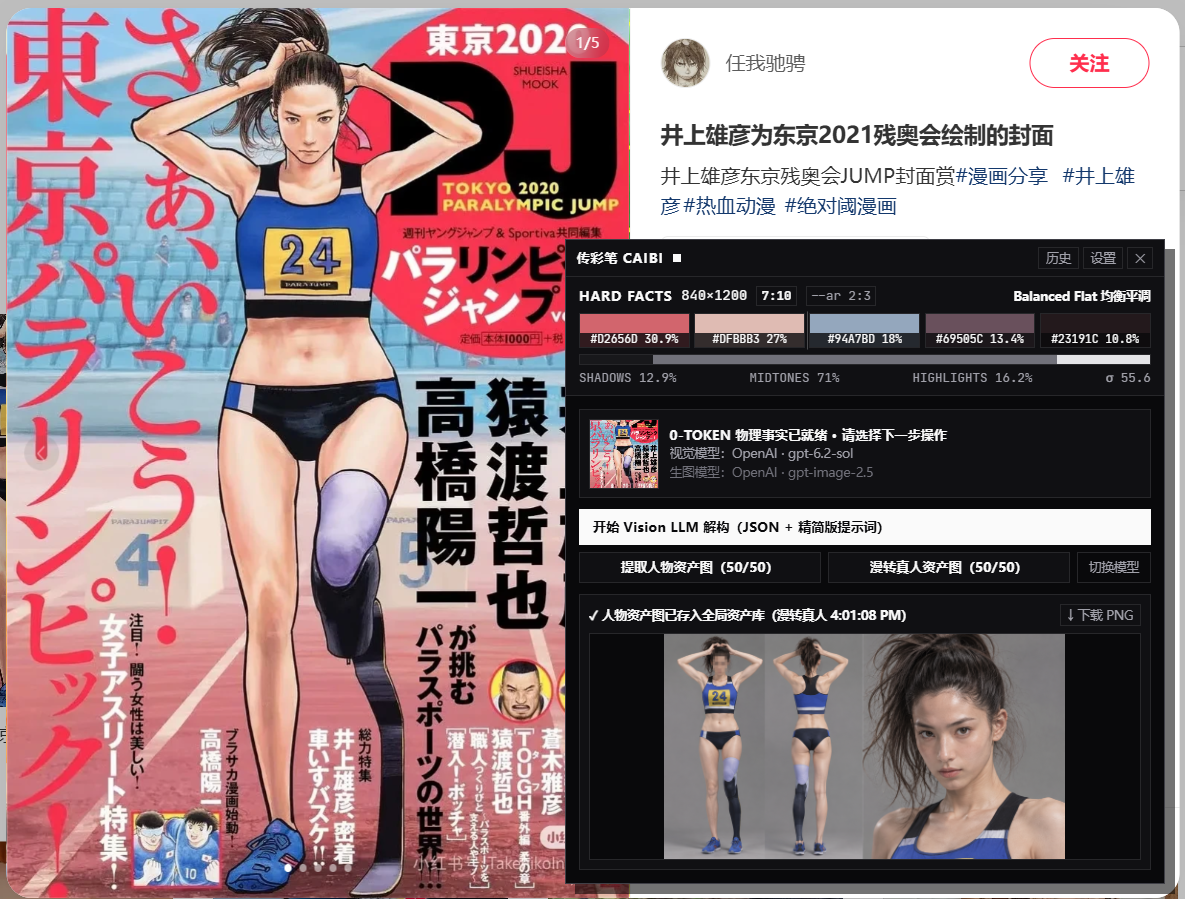 東京パラリンピック!
さあ、いこう!
東京202
1/5
SHUEISHA
MOOK
PJ
TOKYO 2020
PARALYMPIC JUMP
週刊ヤングジャンプ & Sportiva共同編集
パラリンピ
ジャンプ
定価 本体1000円 +税
24
PARAJUMP
PARAJUMP
4
5
猿渡哲也
高橋陽一
が挑む
パラスポーツの世界…
注目!闘う女性は美しい!
女子アスリート特集!
ブラサカ漫画始動!
高橋陽一
総力特集
井上雄彦、密着
車いすバスケ!!
蒼木雅彦
TOUGH番外編
猿渡哲也
潜入!ボッチャ
10
小红书
任我驰骋
关注
井上雄彦为东京2021残奥会绘制的封面
井上雄彦东京残奥会JUMP封面赏#漫画分享 #井上雄
彦#热血动漫 #绝对阈漫画
传彩笔 CAIBI
历史 设置 ×
HARD FACTS 840×1200 7:10 --ar 2:3 Balanced Flat 均衡平调
#D2656D 30.9% #DFBBB3 27% #94A7BD 18% #69505C 13.4% #23191C 10.8%
SHADOWS 12.9% MIDTONES 71% HIGHLIGHTS 16.2% σ 55.6
0-TOKEN 物理事实已就绪 • 请选择下一步操作
视觉模型：OpenAI · gpt-6.2-sol
生图模型：OpenAI · gpt-image-2.5
开始 Vision LLM 解构（JSON + 精简版提示词）
提取人物资产图（50/50） 漫转真人资产图（50/50） 切换模型
✓ 人物资产图已存入全局资产库（漫转真人 4:01:08 PM） ↓下载 PNG
24